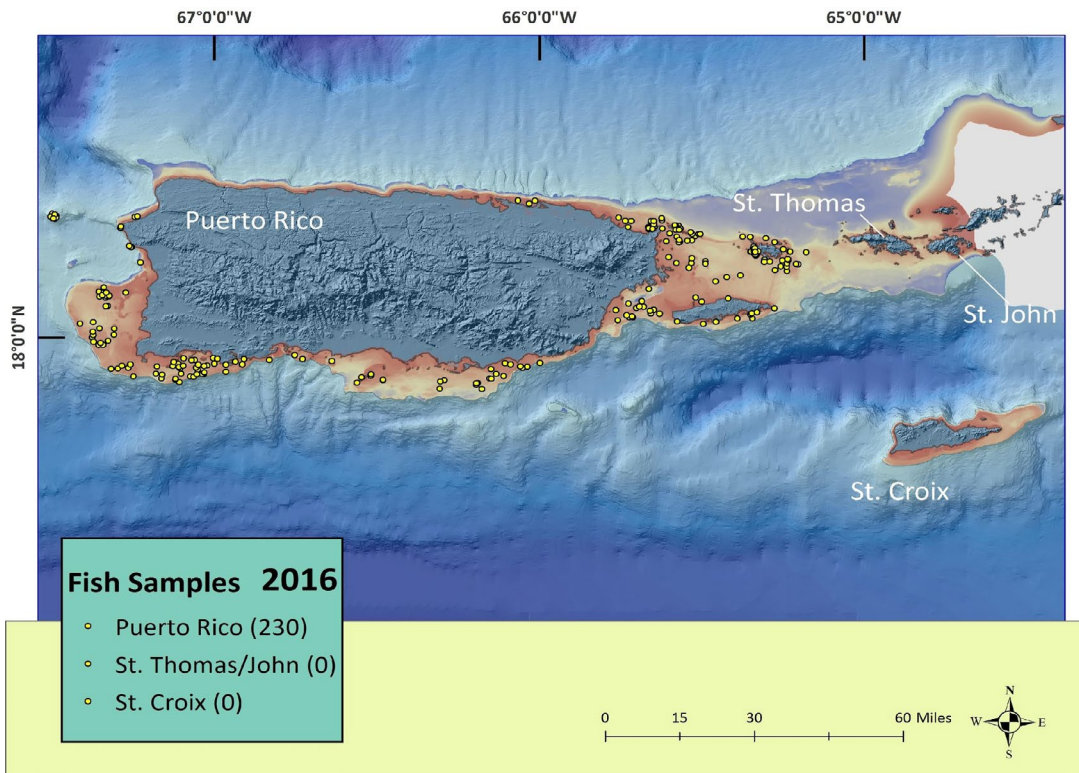 67°0'0"W
66°0'0"W
65°0'0"W
18°0'0"N
Puerto Rico
St. Thomas
St. John
St. Croix
Fish Samples 2016
Puerto Rico (230)
St. Thomas/John (0)
St. Croix (0)
0 15 30 60 Miles
N
W E
S